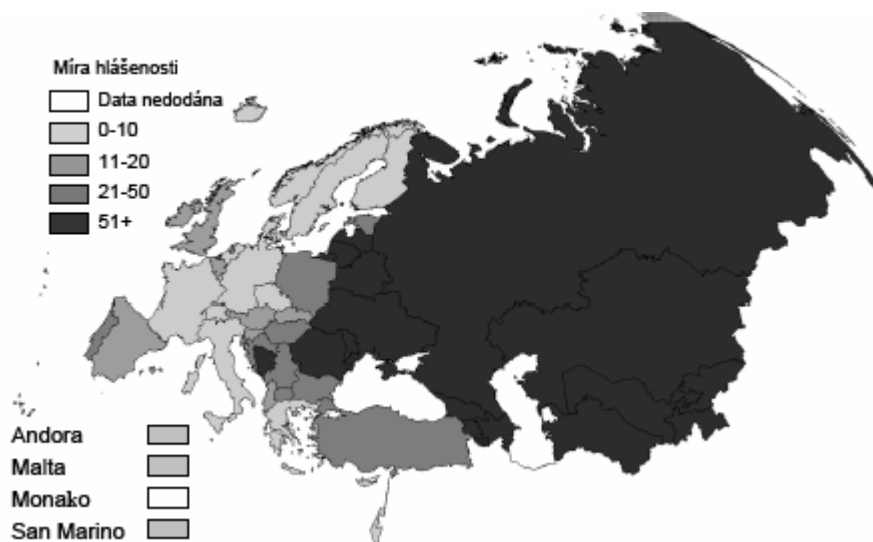 Míra hlášenosti
Data nedodána
0-10
11-20
21-50
51+
Andora
Malta
Monako
San Marino